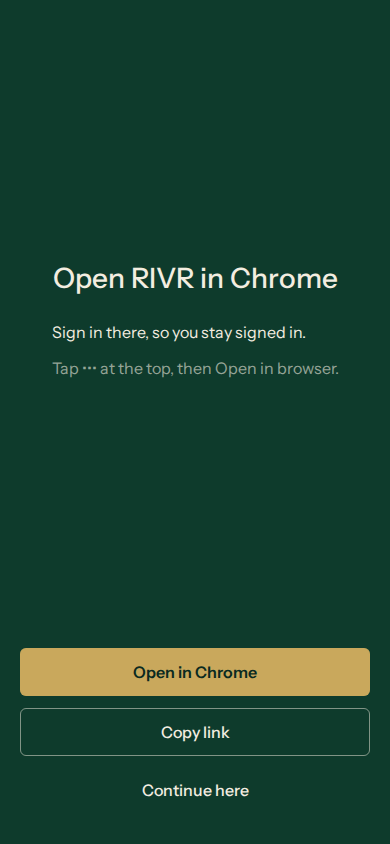 Open RIVR in Chrome
Sign in there, so you stay signed in.
Tap ••• at the top, then Open in browser.
Open in Chrome
Copy link
Continue here